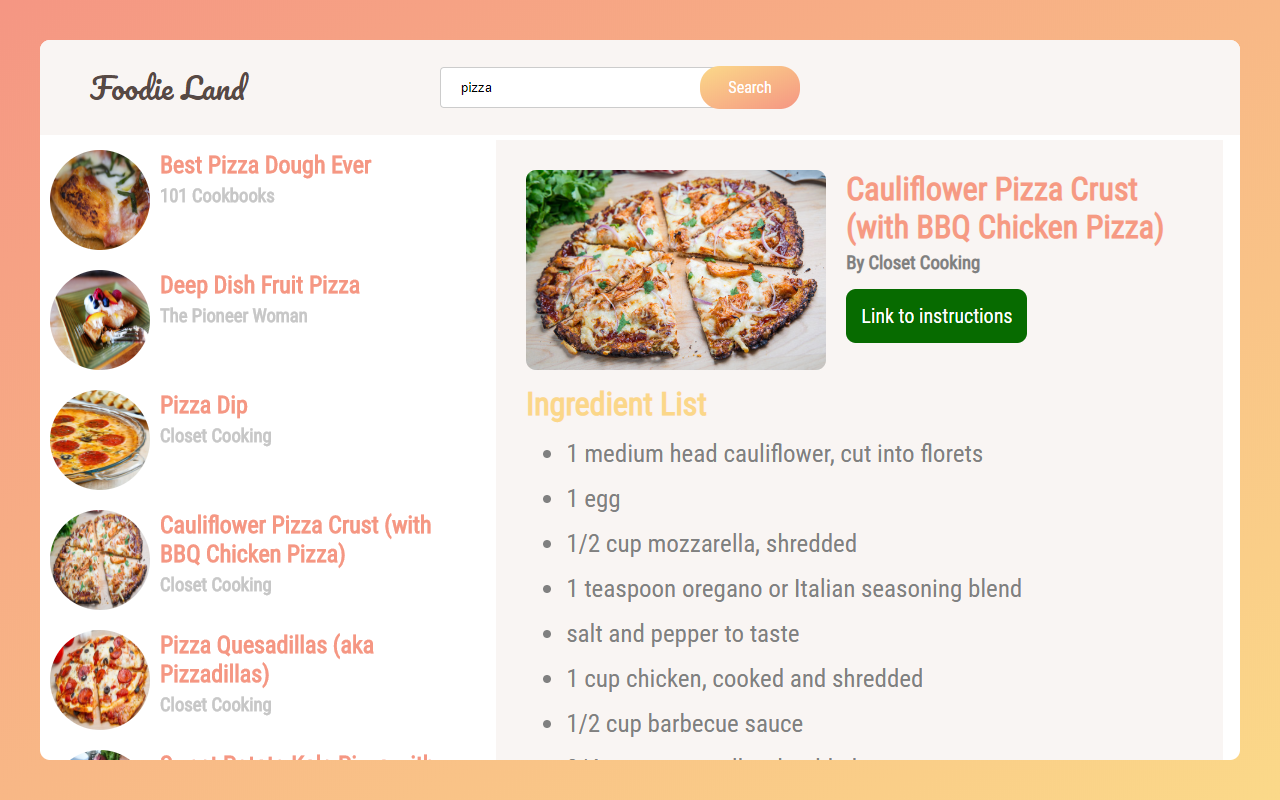 Foodie Land
pizza
Search
Best Pizza Dough Ever
101 Cookbooks
Deep Dish Fruit Pizza
The Pioneer Woman
Pizza Dip
Closet Cooking
Cauliflower Pizza Crust (with
BBQ Chicken Pizza)
Closet Cooking
Pizza Quesadillas (aka
Pizzadillas)
Closet Cooking
Cauliflower Pizza Crust
(with BBQ Chicken Pizza)
By Closet Cooking
Link to instructions
Ingredient List
1 medium head cauliflower, cut into florets
1 egg
1/2 cup mozzarella, shredded
1 teaspoon oregano or Italian seasoning blend
salt and pepper to taste
1 cup chicken, cooked and shredded
1/2 cup barbecue sauce